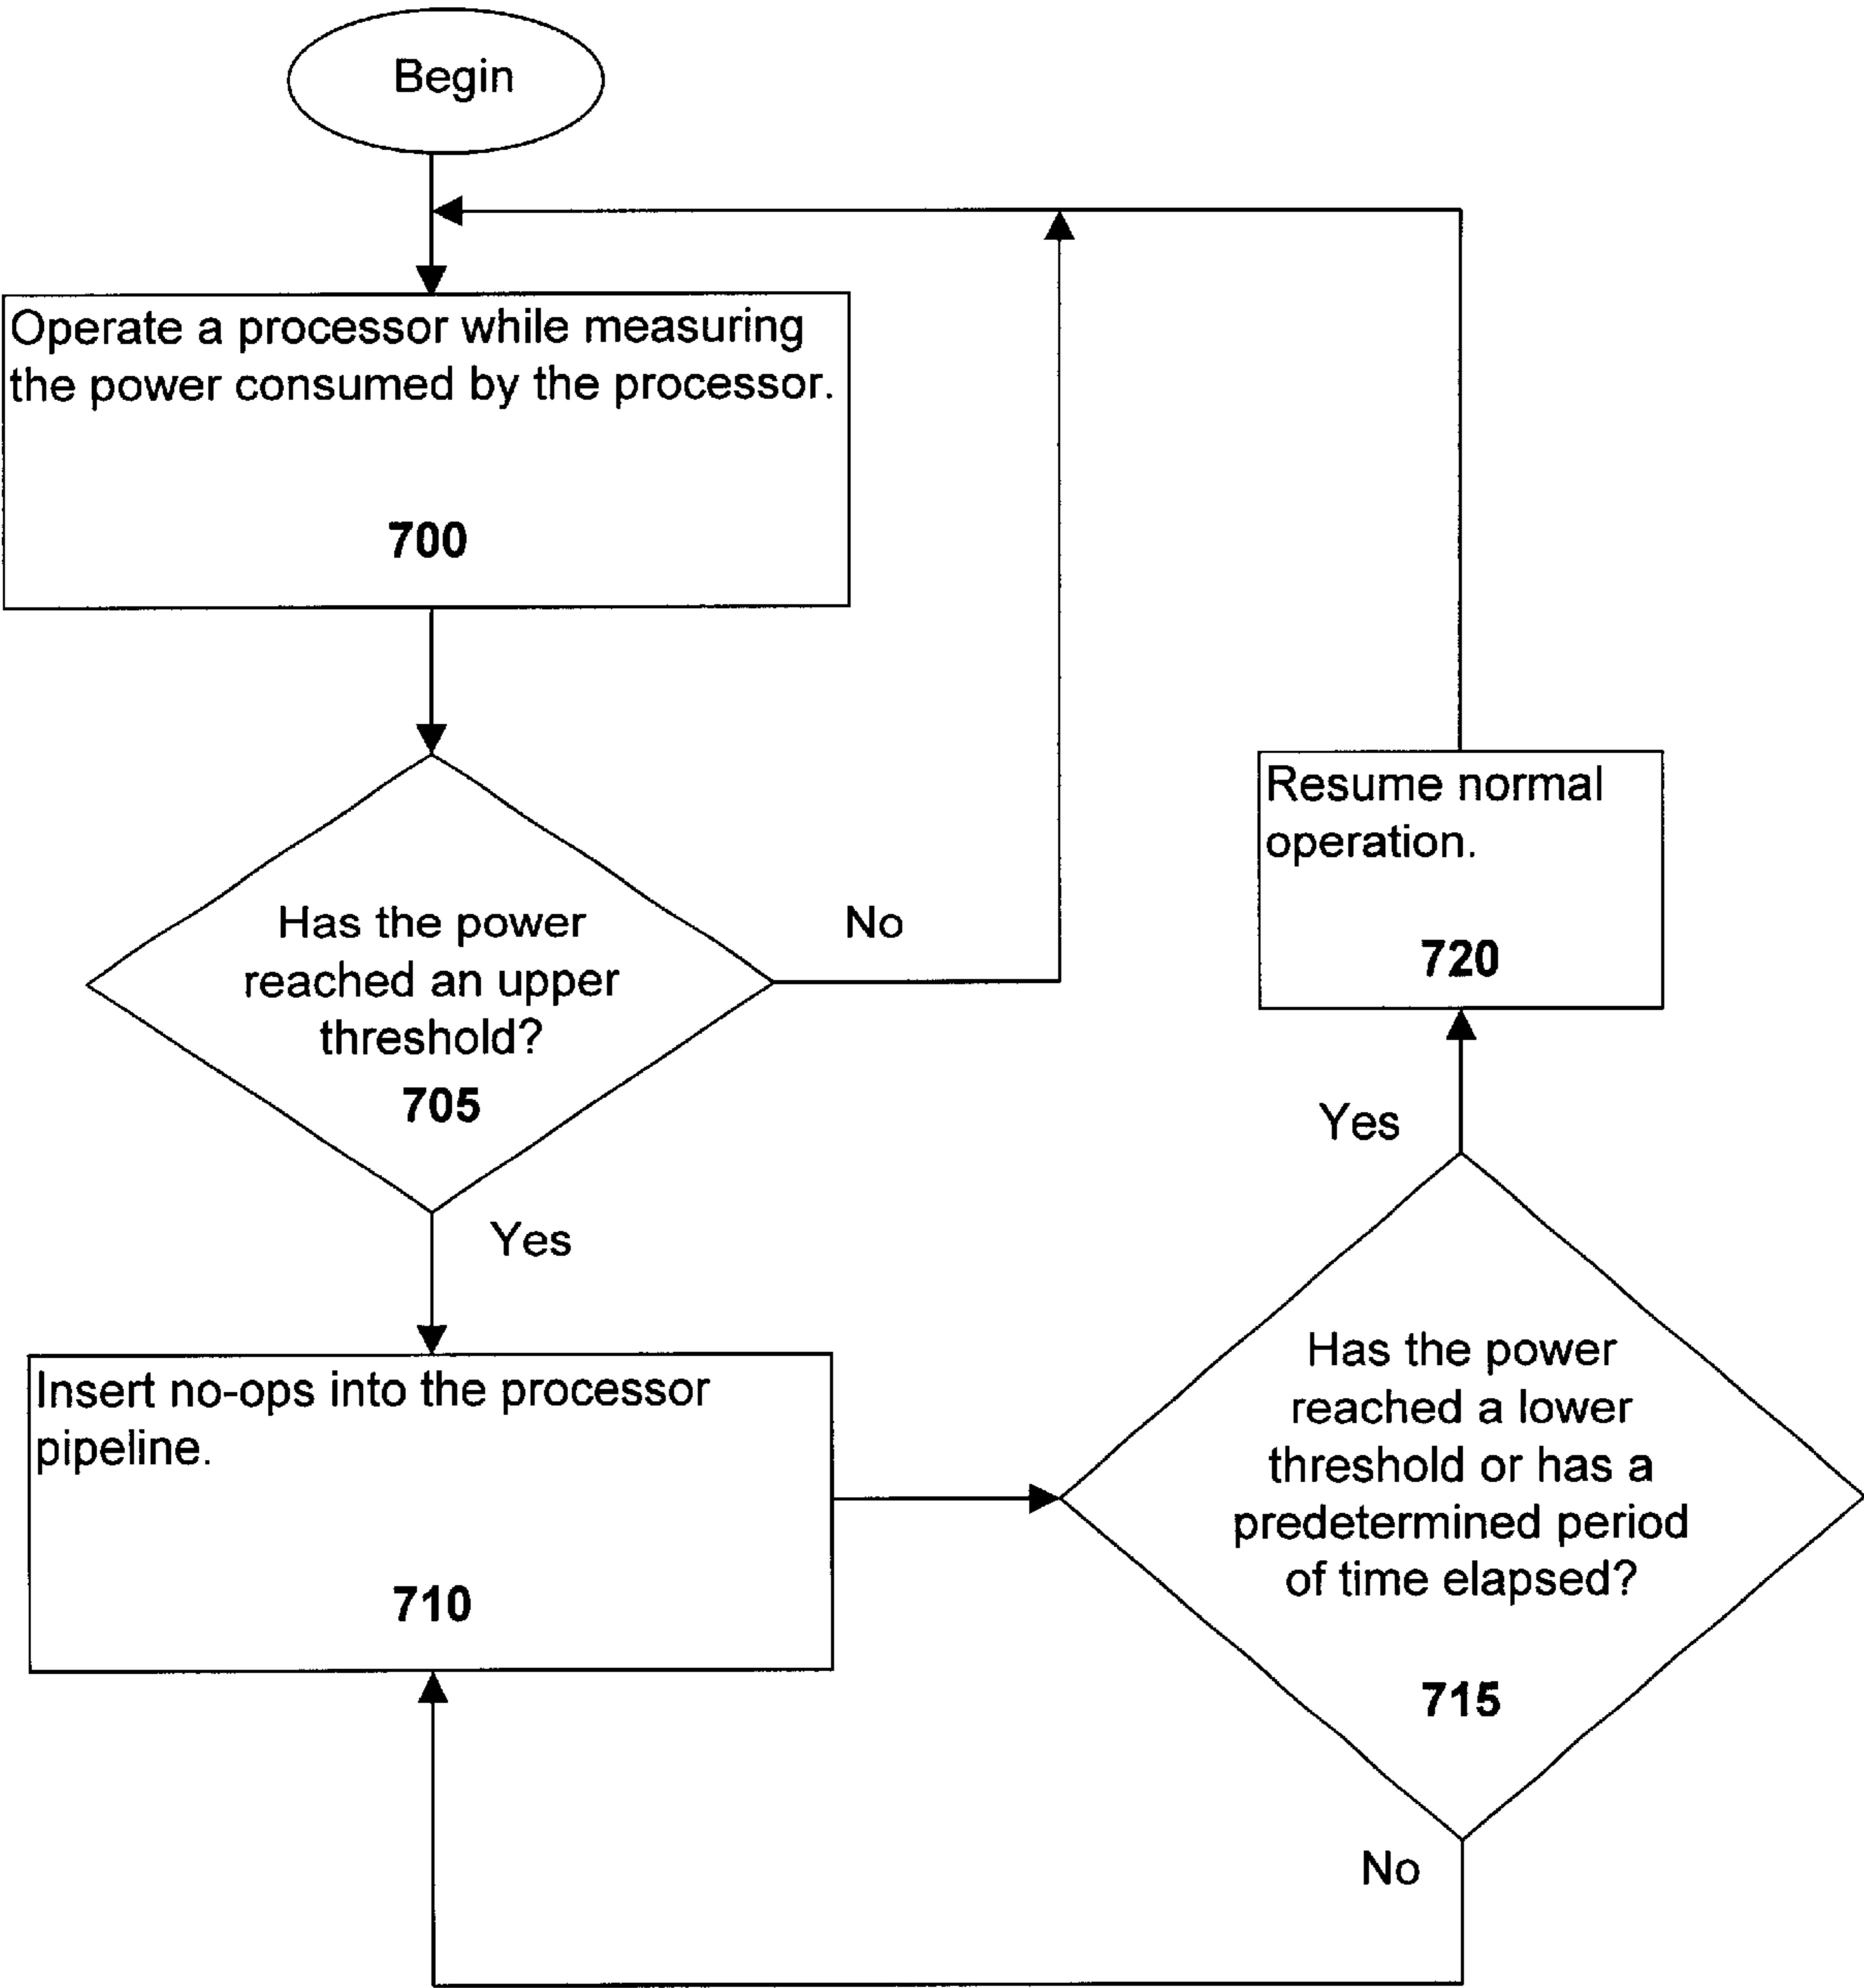 Begin
Operate a processor while measuring
the power consumed by the processor.
700
Has the power
reached an upper
threshold?
705
No
Yes
Insert no-ops into the processor
pipeline.
710
Has the power
reached a lower
threshold or has a
predetermined period
of time elapsed?
715
No
Yes
Resume normal
operation.
720